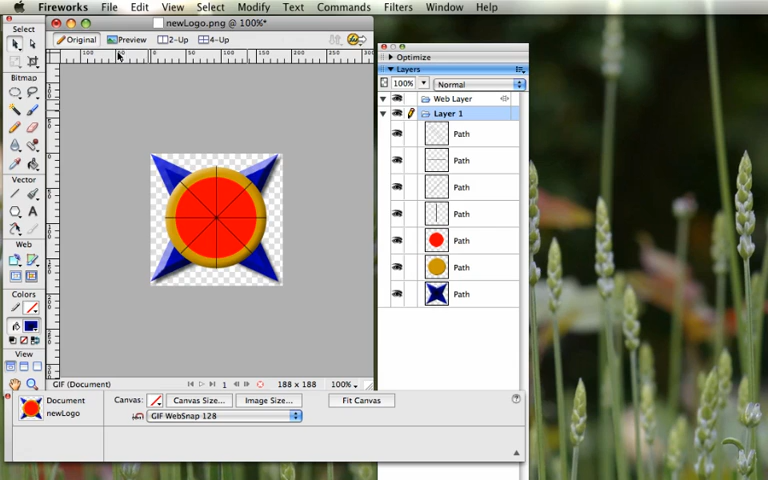 Fireworks File Edit View Select Modify Text Commands Filters Window Help
newLogo.png @ 100%*
Original Preview 2-Up 4-Up
Select
Bitmap
Vector
Web
Colors
View
Optimize
Layers
100% Normal
Web Layer
Layer 1
Path
Path
Path
Path
Path
Path
Path
GIF (Document) 1 188 x 188 100%
Document
newLogo
Canvas: Canvas Size... Image Size... Fit Canvas
GIF WebSnap 128